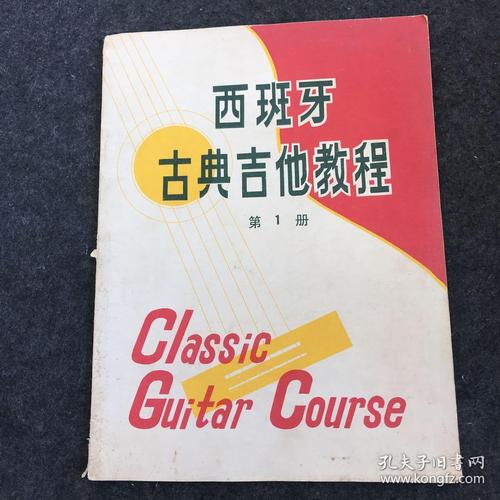 西班牙
古典吉他教程
第 1 册
Classic
Guitar Course
孔夫子旧书网
www.kongfz.com